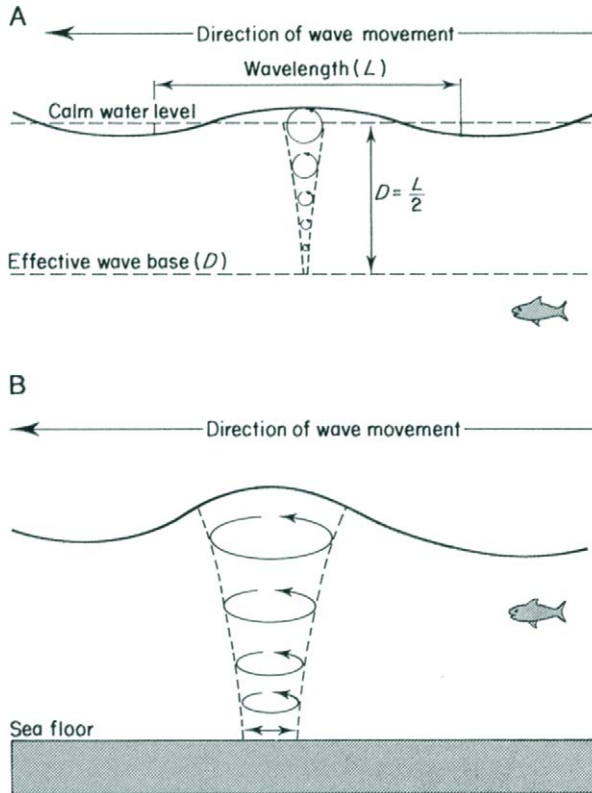 A
Direction of wave movement
Wavelength (L)
Calm water level
D = L/2
Effective wave base (D)
B
Direction of wave movement
Sea floor